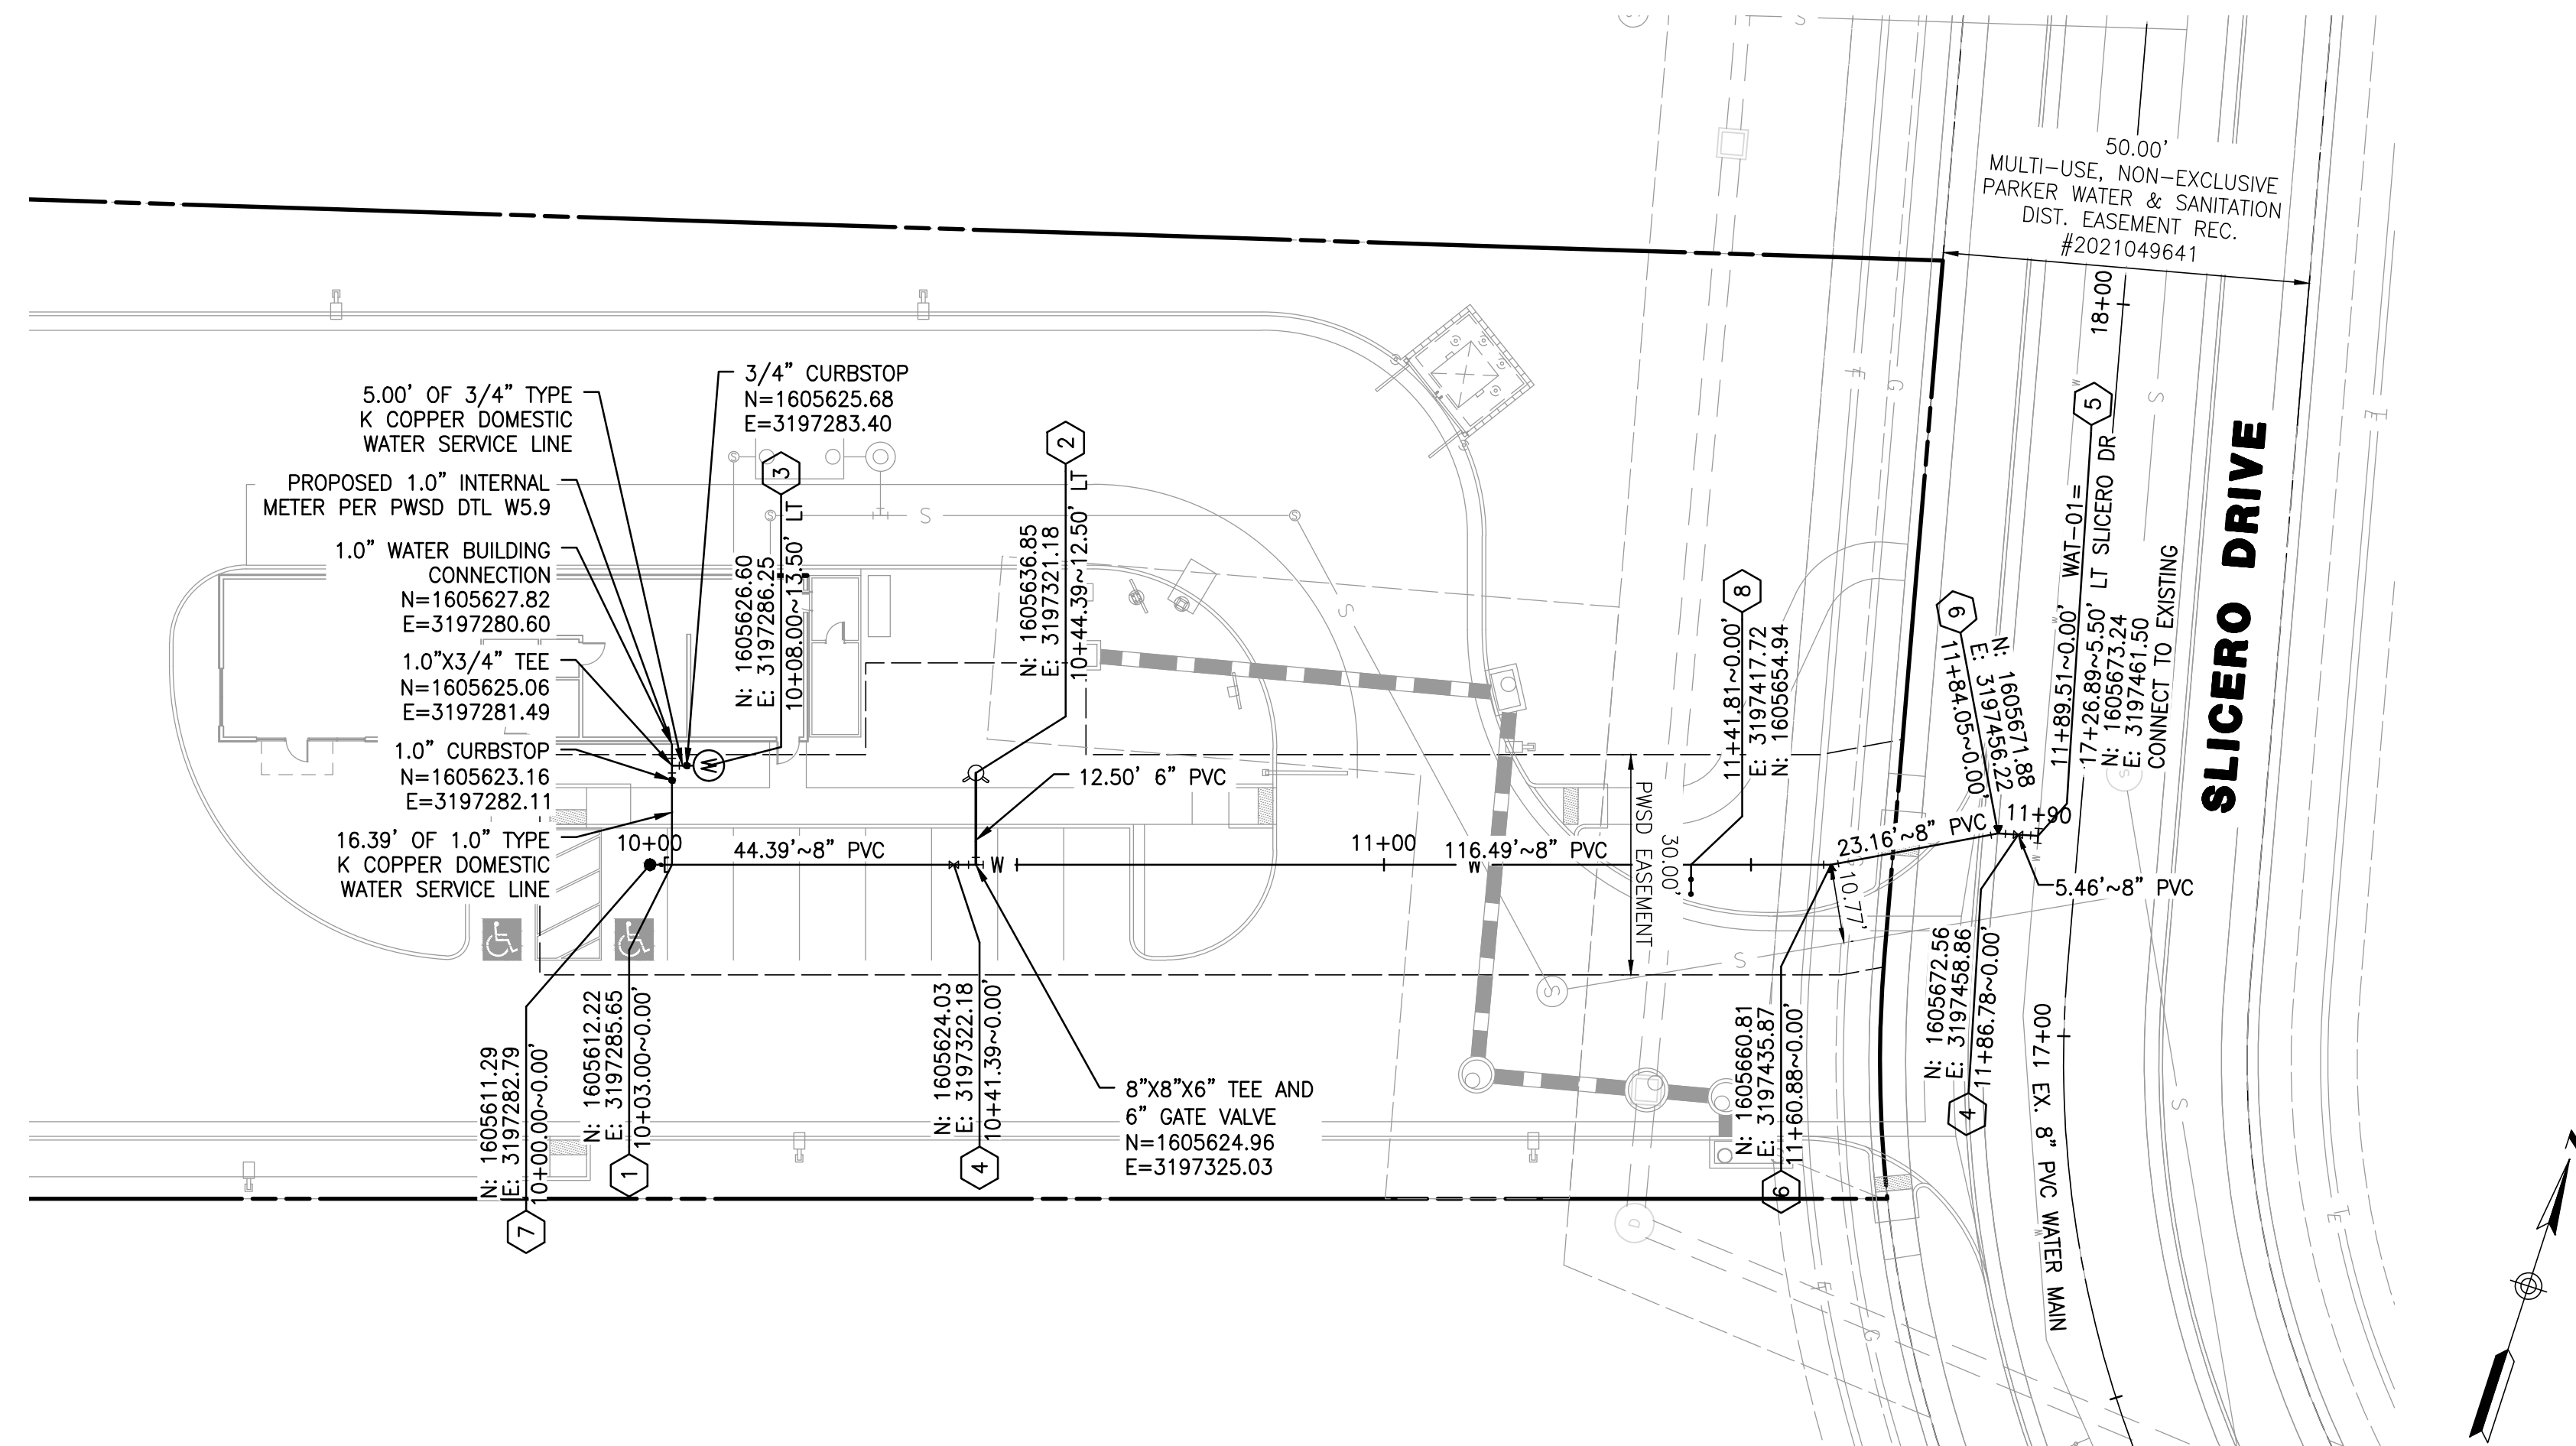 50.00'
MULTI-USE, NON-EXCLUSIVE
PARKER WATER & SANITATION
DIST. EASEMENT REC.
#2021049641
18+00
5.00' OF 3/4" TYPE
K COPPER DOMESTIC
WATER SERVICE LINE
3/4" CURBSTOP
N=1605625.68
E=3197283.40
PROPOSED 1.0" INTERNAL
METER PER PWSD DTL W5.9
1.0" WATER BUILDING
CONNECTION
N=1605627.82
E=3197280.60
1.0"X3/4" TEE
N=1605625.06
E=3197281.49
1.0" CURBSTOP
N=1605623.16
E=3197282.11
16.39' OF 1.0" TYPE
K COPPER DOMESTIC
WATER SERVICE LINE
3
N: 1605626.60
E: 3197286.25
10+08.00~13.50' LT
2
N: 1605636.85
E: 3197321.18
10+44.39~12.50' LT
12.50' 6" PVC
W
10+00
44.39'~8" PVC
W
11+00
116.49'~8" PVC
W
PWSD EASEMENT
30.00'
8
11+41.81~0.00'
E: 3197417.72
N: 1605654.94
6
N: 1605671.88
E: 3197456.22
11+84.05~0.00'
5
11+89.51~0.00' WAT-01=
17+26.89~5.50' LT SLICERO DR
N: 1605673.24
E: 3197461.50
CONNECT TO EXISTING
SLICERO DRIVE
23.16'~8" PVC
11+90
10.77'
5.46'~8" PVC
N: 1605611.29
E: 3197282.79
10+00.00~0.00'
7
N: 1605612.22
E: 3197285.65
10+03.00~0.00'
1
N: 1605624.03
E: 3197322.18
10+41.39~0.00'
4
8"X8"X6" TEE AND
6" GATE VALVE
N=1605624.96
E=3197325.03
N: 1605660.81
E: 3197435.87
11+60.88~0.00'
6
N: 1605672.56
E: 3197458.86
11+86.78~0.00'
4
17+00
EX. 8" PVC WATER MAIN
S
S
S
S
S
S
S
S
E
G
E
E
G
D
W
W
W